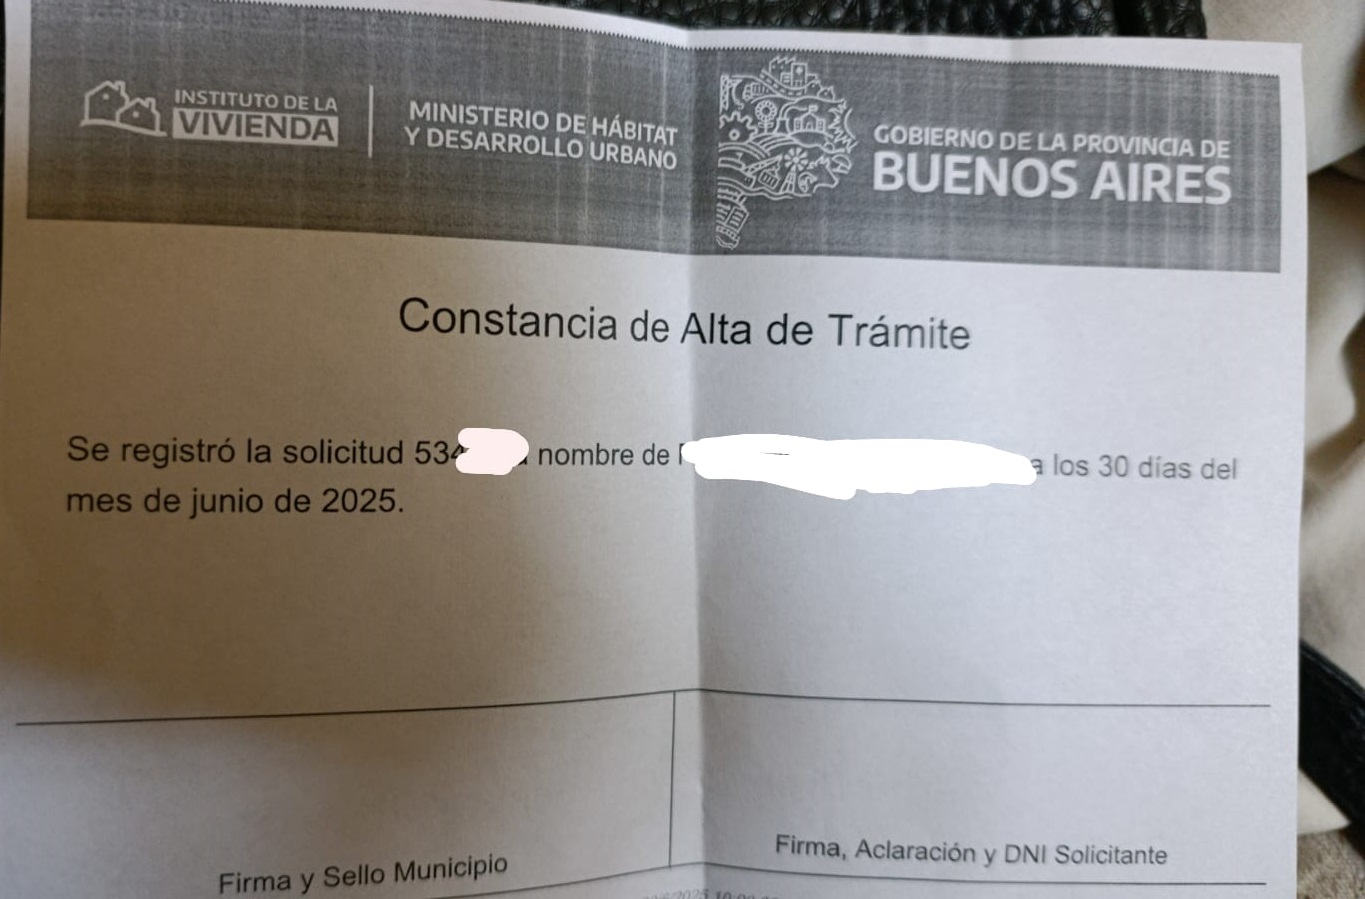 INSTITUTO DE LA
VIVIENDA
MINISTERIO DE HÁBITAT
Y DESARROLLO URBANO
GOBIERNO DE LA PROVINCIA DE
BUENOS AIRES
Constancia de Alta de Trámite
Se registró la solicitud 534 nombre de a los 30 días del
mes de junio de 2025.
Firma y Sello Municipio
Firma, Aclaración y DNI Solicitante